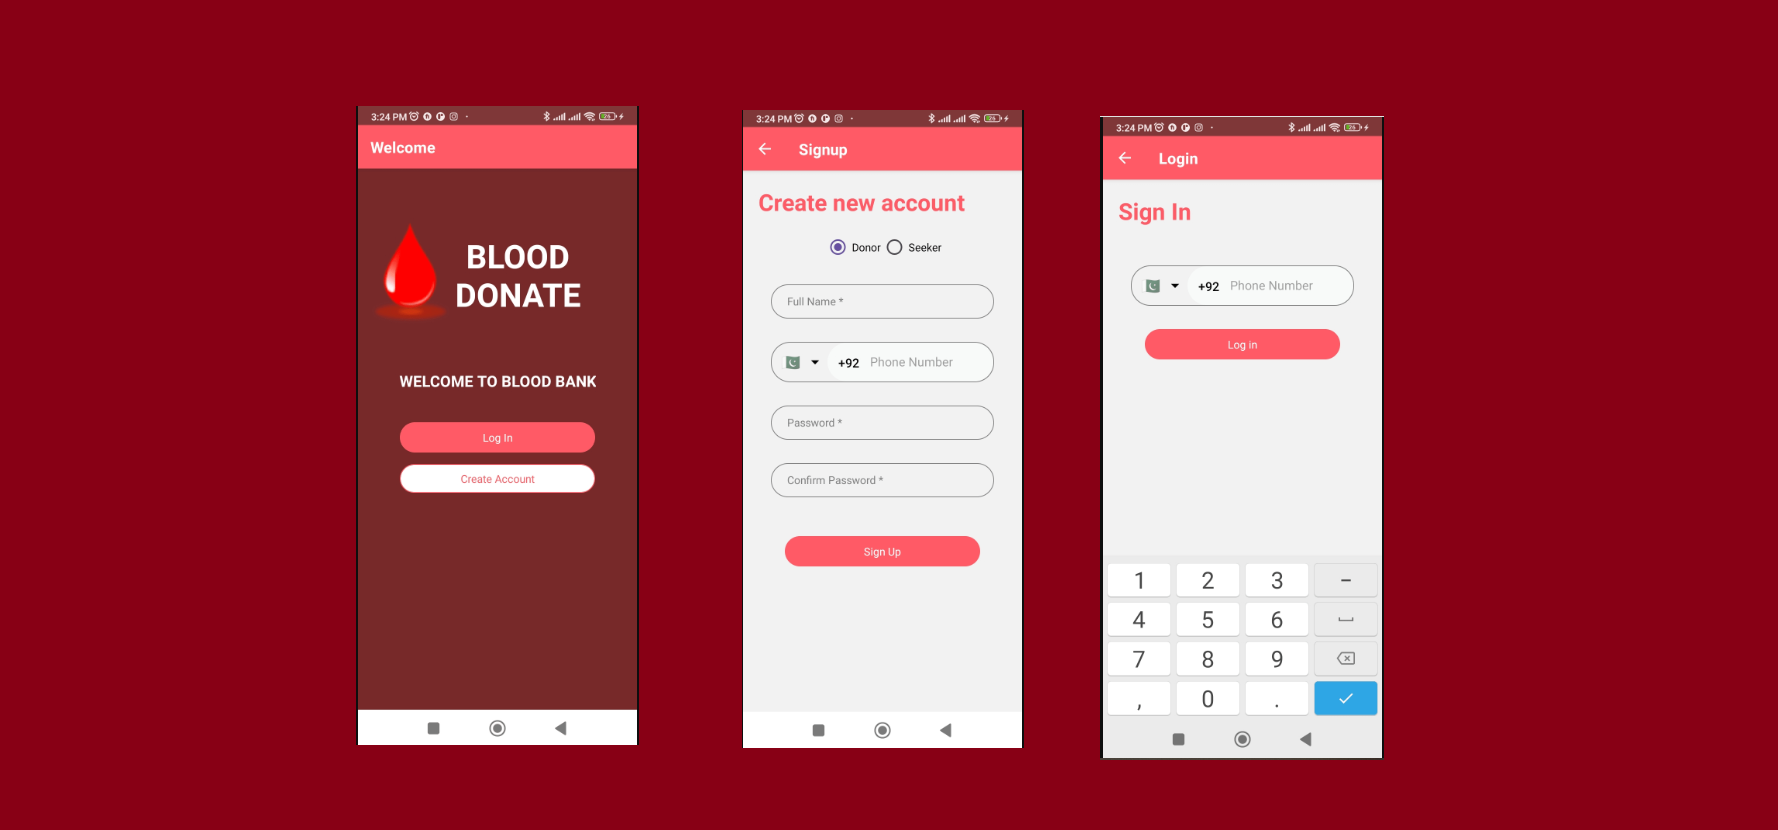 3:24 PM
Welcome
BLOOD
DONATE
WELCOME TO BLOOD BANK
Log In
Create Account
3:24 PM
Signup
Create new account
Donor Seeker
Full Name *
+92 Phone Number
Password *
Confirm Password *
Sign Up
3:24 PM
Login
Sign In
+92 Phone Number
Log in
1 2 3 -
4 5 6
7 8 9
, 0 .